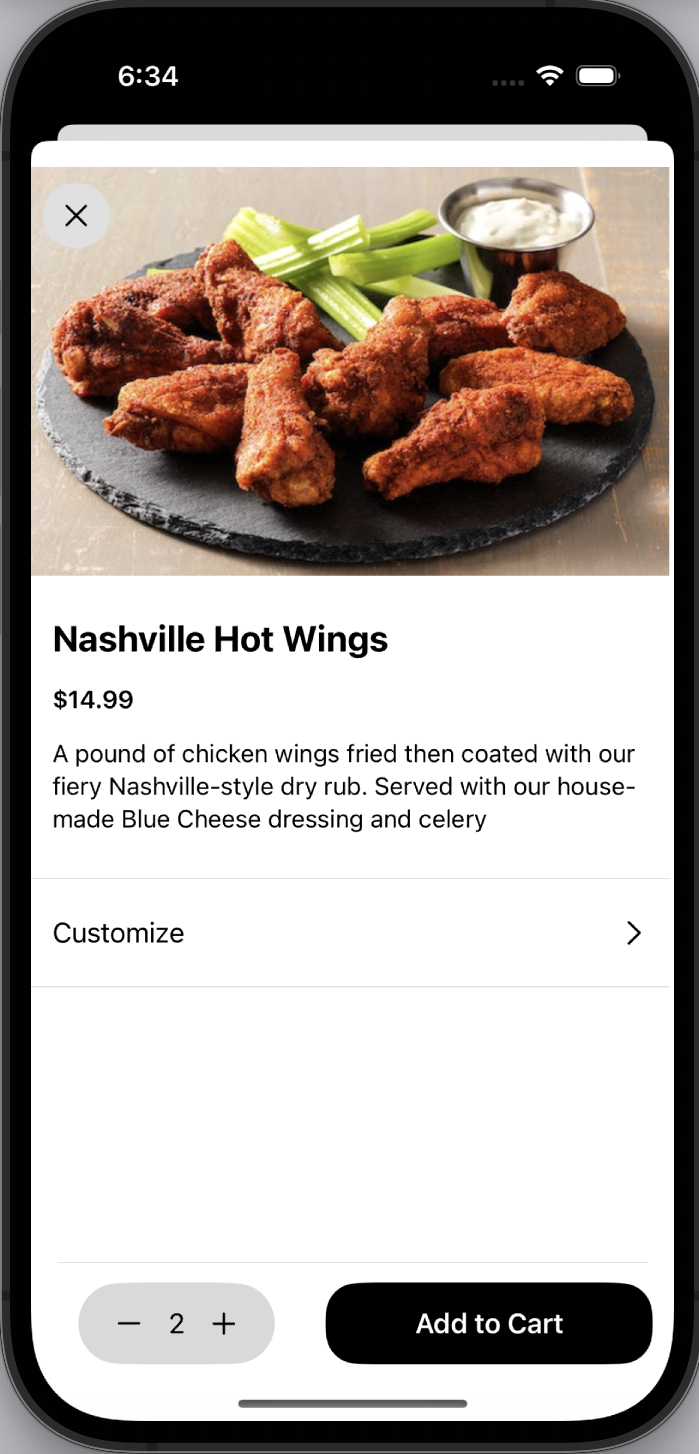 6:34
Nashville Hot Wings
$14.99
A pound of chicken wings fried then coated with our
fiery Nashville-style dry rub. Served with our house-
made Blue Cheese dressing and celery
Customize
2
Add to Cart